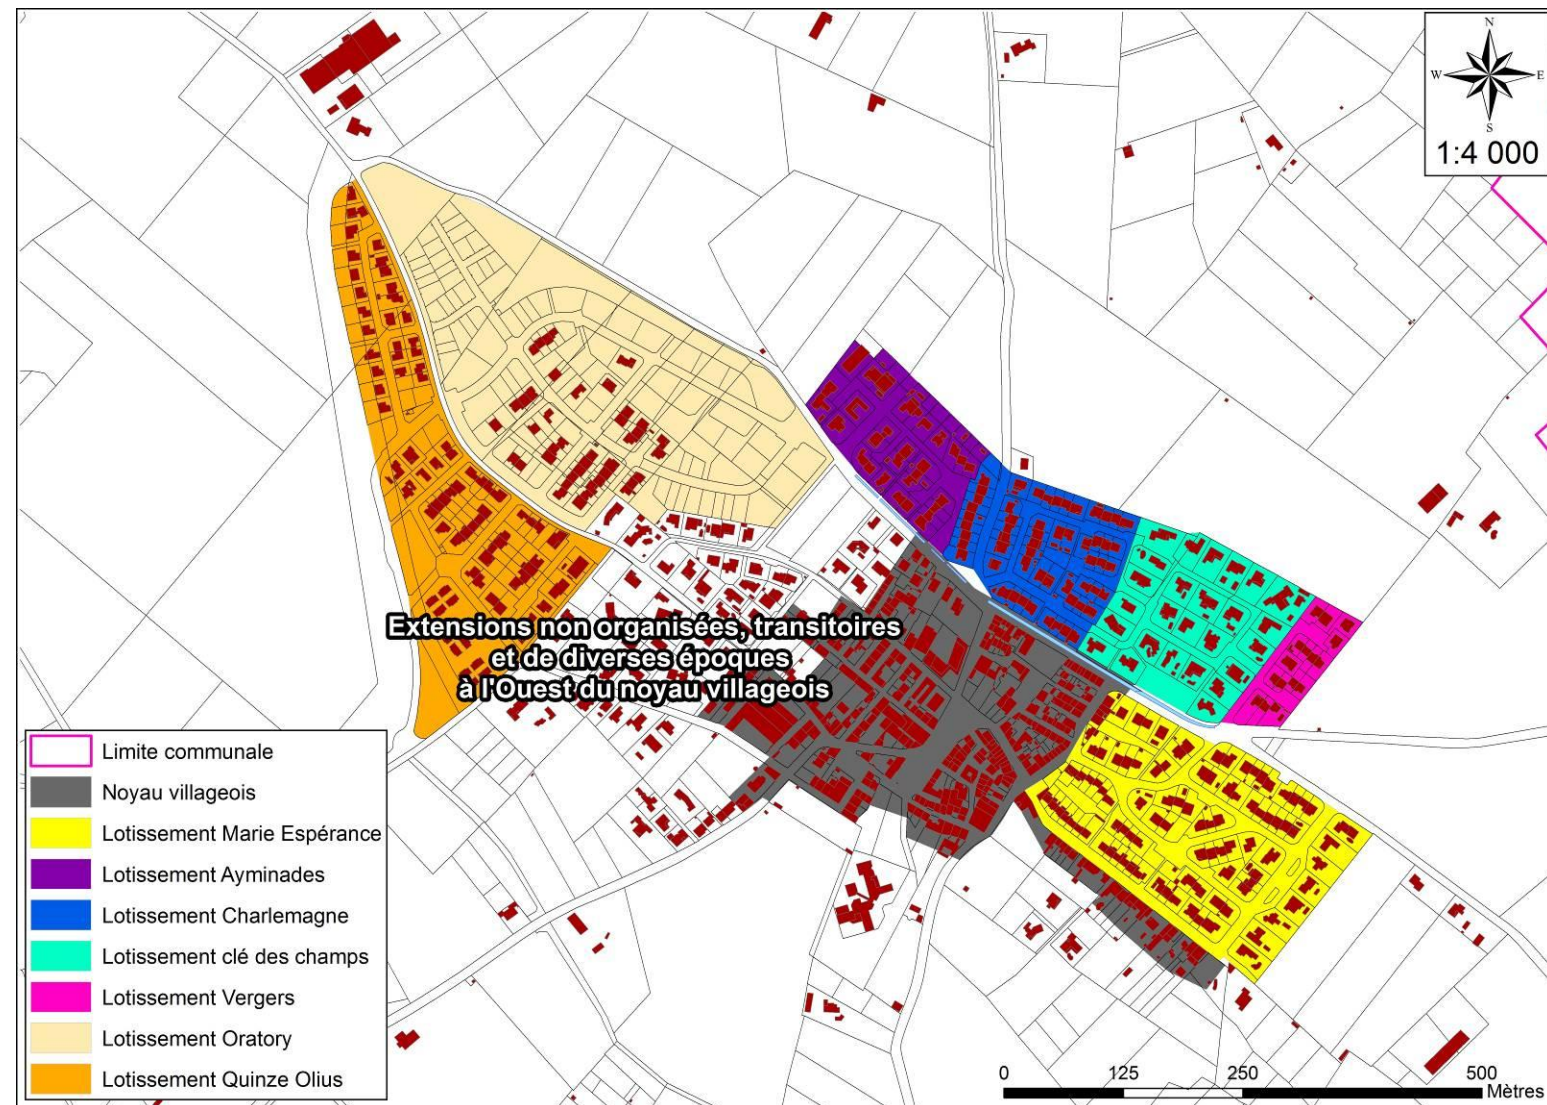 N
W E
S
1:4 000
Extensions non organisées, transitoires
et de diverses époques
à l'Ouest du noyau villageois
Limite communale
Noyau villageois
Lotissement Marie Espérance
Lotissement Ayminades
Lotissement Charlemagne
Lotissement clé des champs
Lotissement Vergers
Lotissement Oratory
Lotissement Quinze Olius
0 125 250 500
Mètres